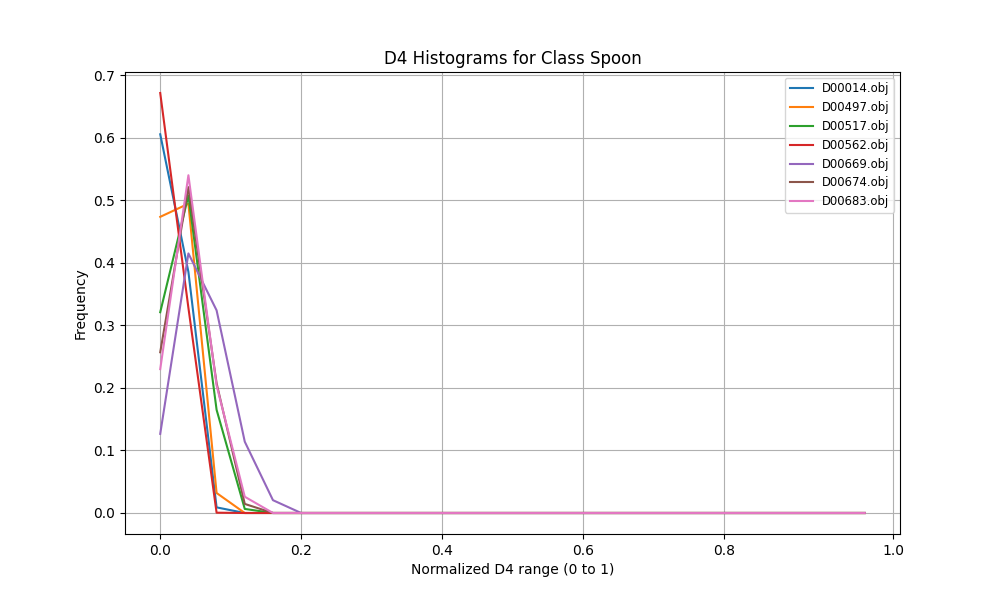 D4 Histograms for Class Spoon
0.7
0.6
0.5
0.4
0.3
0.2
0.1
0.0
Frequency
D00014.obj
D00497.obj
D00517.obj
D00562.obj
D00669.obj
D00674.obj
D00683.obj
0.0 0.2 0.4 0.6 0.8 1.0
Normalized D4 range (0 to 1)